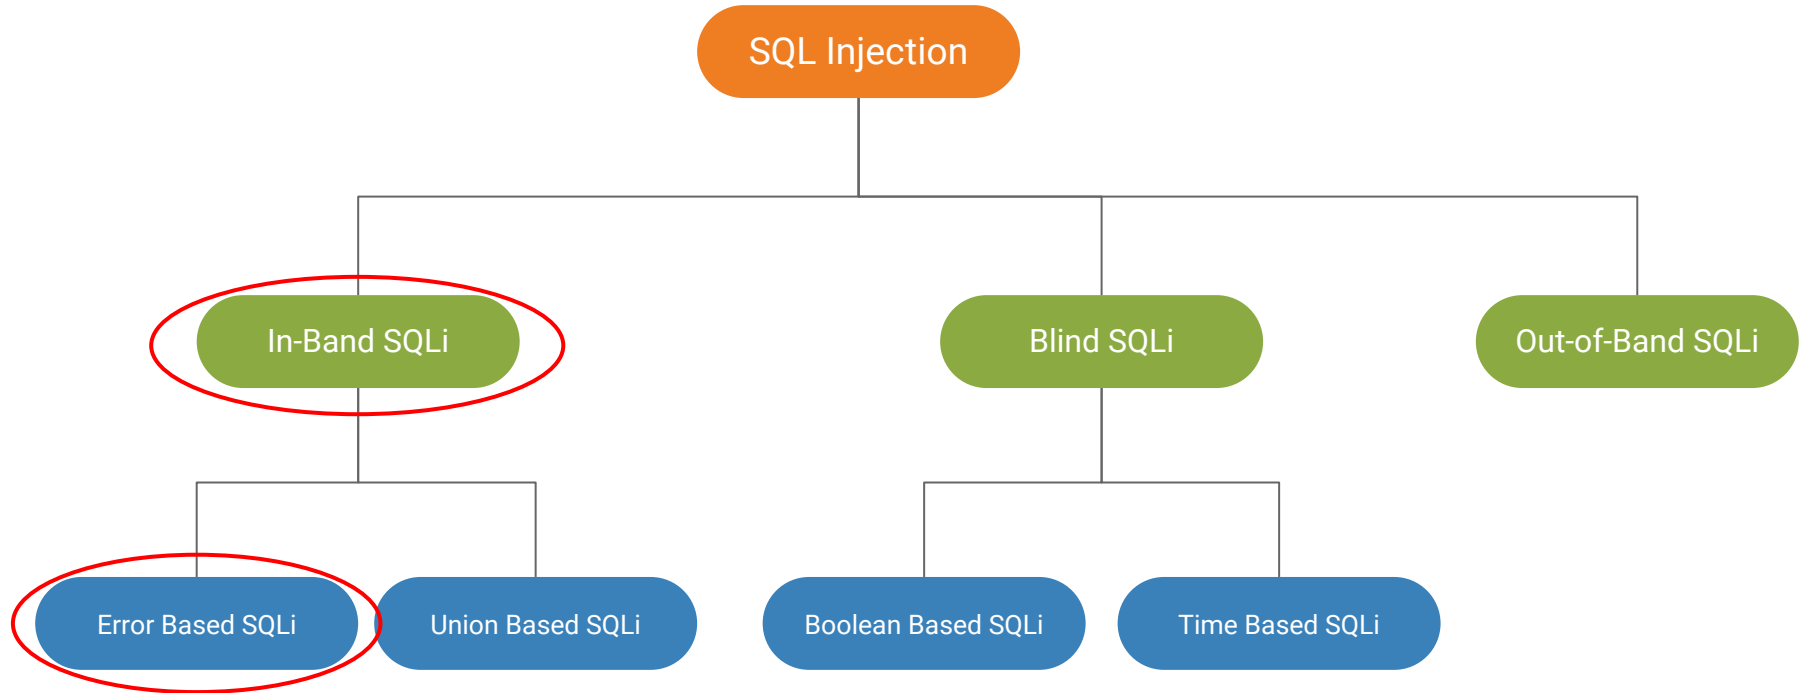 SQL Injection
In-Band SQLi
Blind SQLi
Out-of-Band SQLi
Error Based SQLi
Union Based SQLi
Boolean Based SQLi
Time Based SQLi